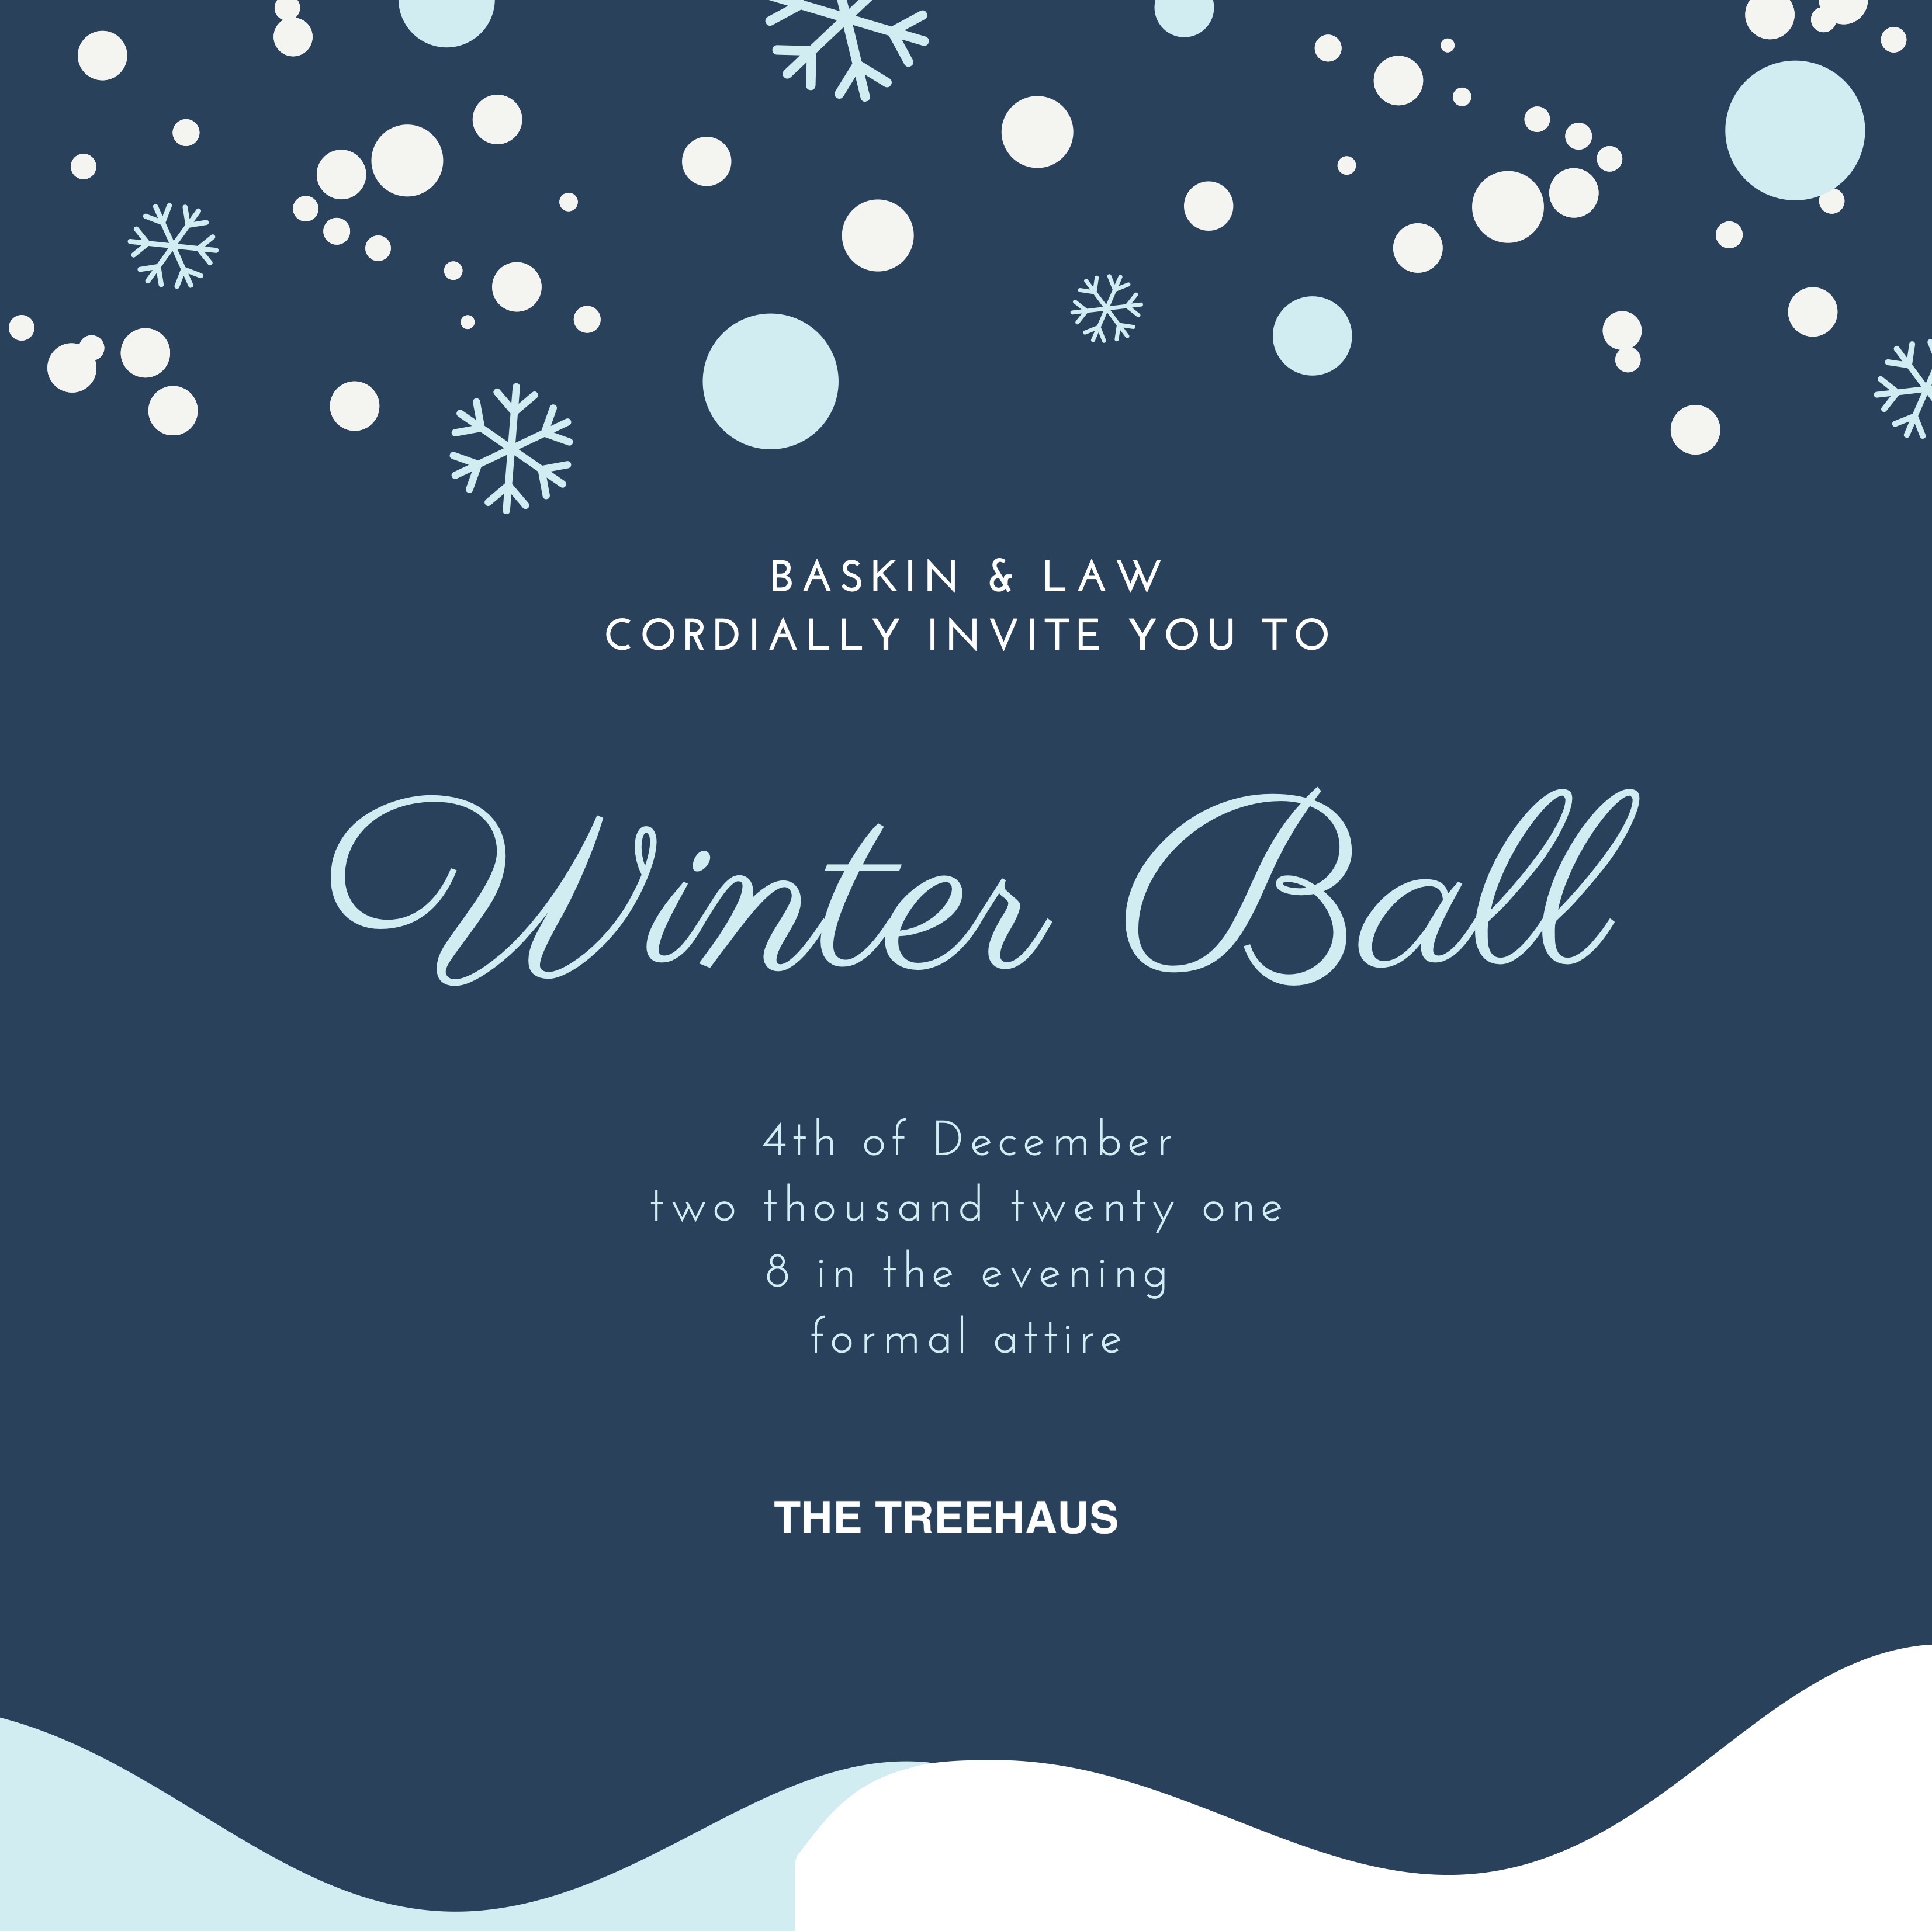 BASKIN & LAW
CORDIALLY INVITE YOU TO
Winter Ball
4th of December
two thousand twenty one
8 in the evening
formal attire
THE TREEHAUS